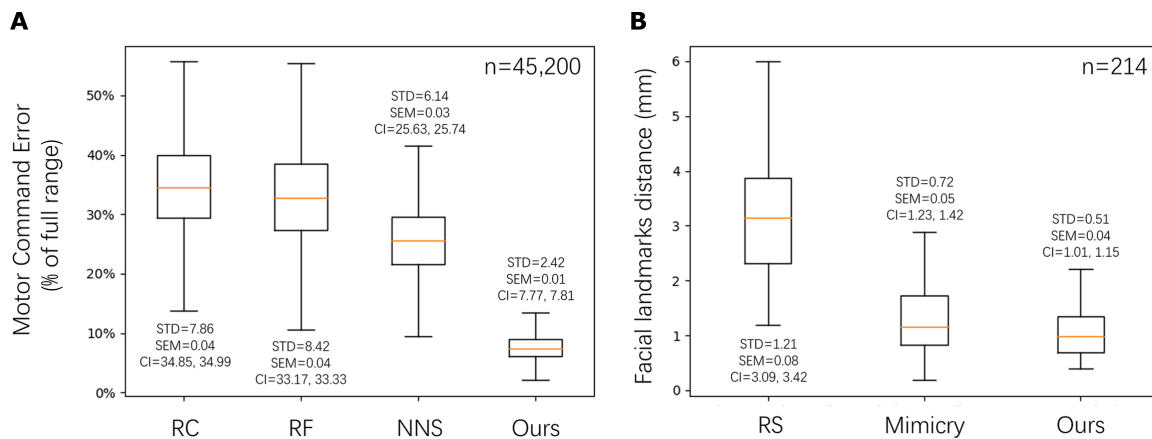 A
Motor Command Error
(% of full range)
50%
40%
30%
20%
10%
0%
n=45,200
STD=7.86
SEM=0.04
CI=34.85, 34.99
STD=8.42
SEM=0.04
CI=33.17, 33.33
STD=6.14
SEM=0.03
CI=25.63, 25.74
STD=2.42
SEM=0.01
CI=7.77, 7.81
RC
RF
NNS
Ours
B
Facial landmarks distance (mm)
6
5
4
3
2
1
0
n=214
STD=1.21
SEM=0.08
CI=3.09, 3.42
STD=0.72
SEM=0.05
CI=1.23, 1.42
STD=0.51
SEM=0.04
CI=1.01, 1.15
RS
Mimicry
Ours